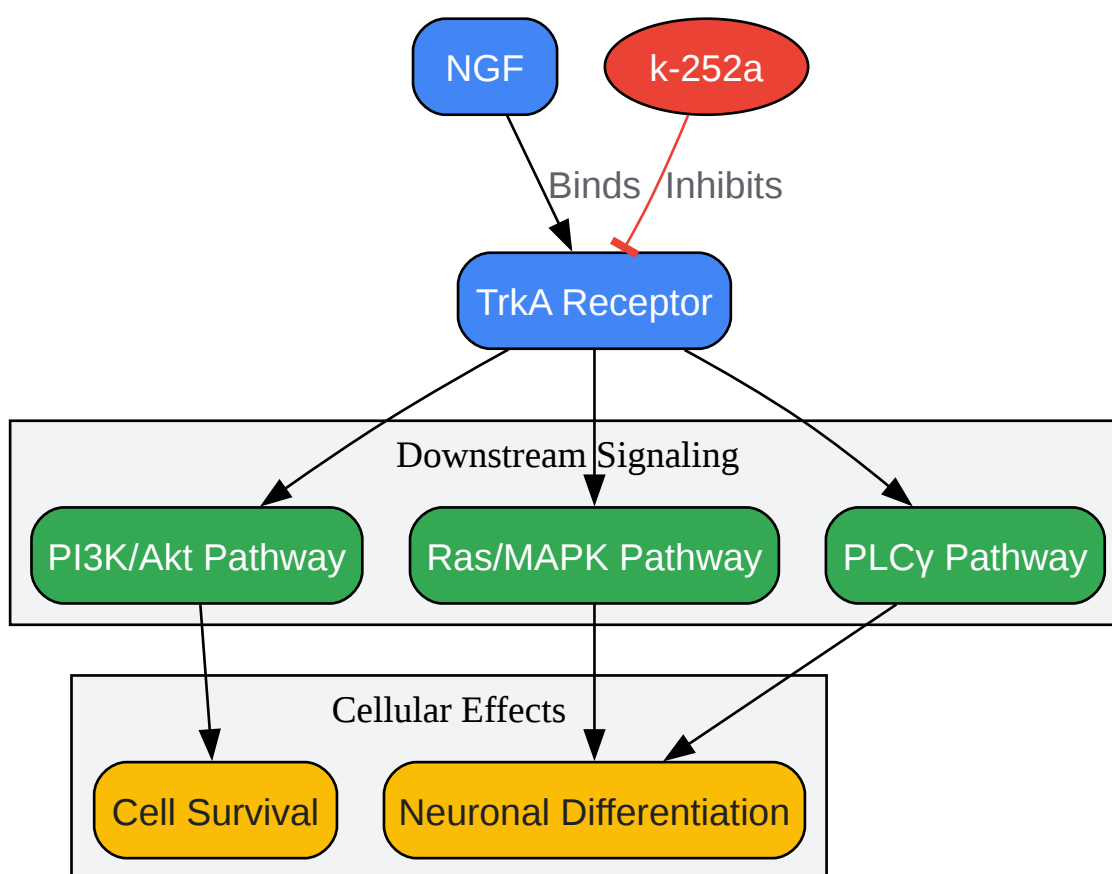 NGF
k-252a
Binds
Inhibits
TrkA Receptor
Downstream Signaling
PI3K/Akt Pathway
Ras/MAPK Pathway
PLCγ Pathway
Cellular Effects
Cell Survival
Neuronal Differentiation